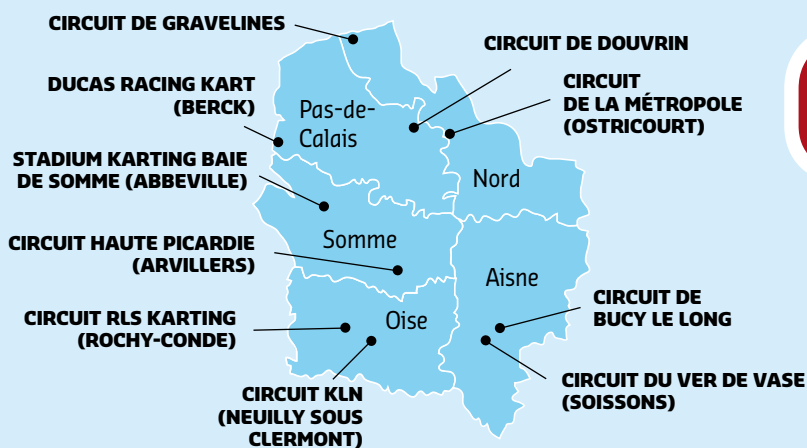 CIRCUIT DE GRAVELINES
CIRCUIT DE DOUVRIN
DUCAS RACING KART
(BERCK)
CIRCUIT
DE LA MÉTROPOLE
(OSTRICOURT)
Pas-de-
Calais
STADIUM KARTING BAIE
DE SOMME (ABBEVILLE)
Nord
CIRCUIT HAUTE PICARDIE
(ARVILLERS)
Somme
Aisne
CIRCUIT RLS KARTING
(ROCHY-CONDE)
Oise
CIRCUIT DE
BUCY LE LONG
CIRCUIT KLN
(NEUILLY SOUS
CLERMONT)
CIRCUIT DU VER DE VASE
(SOISSONS)